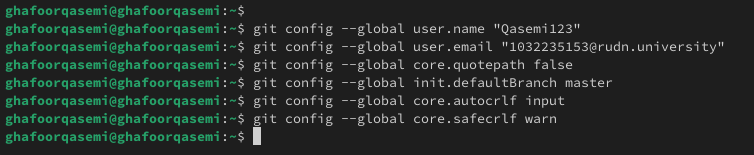 ghafoorqasemi@ghafoorqasemi:~$
ghafoorqasemi@ghafoorqasemi:~$ git config --global user.name "Qasemi123"
ghafoorqasemi@ghafoorqasemi:~$ git config --global user.email "1032235153@rudn.university"
ghafoorqasemi@ghafoorqasemi:~$ git config --global core.quotepath false
ghafoorqasemi@ghafoorqasemi:~$ git config --global init.defaultBranch master
ghafoorqasemi@ghafoorqasemi:~$ git config --global core.autocrlf input
ghafoorqasemi@ghafoorqasemi:~$ git config --global core.safecrlf warn
ghafoorqasemi@ghafoorqasemi:~$